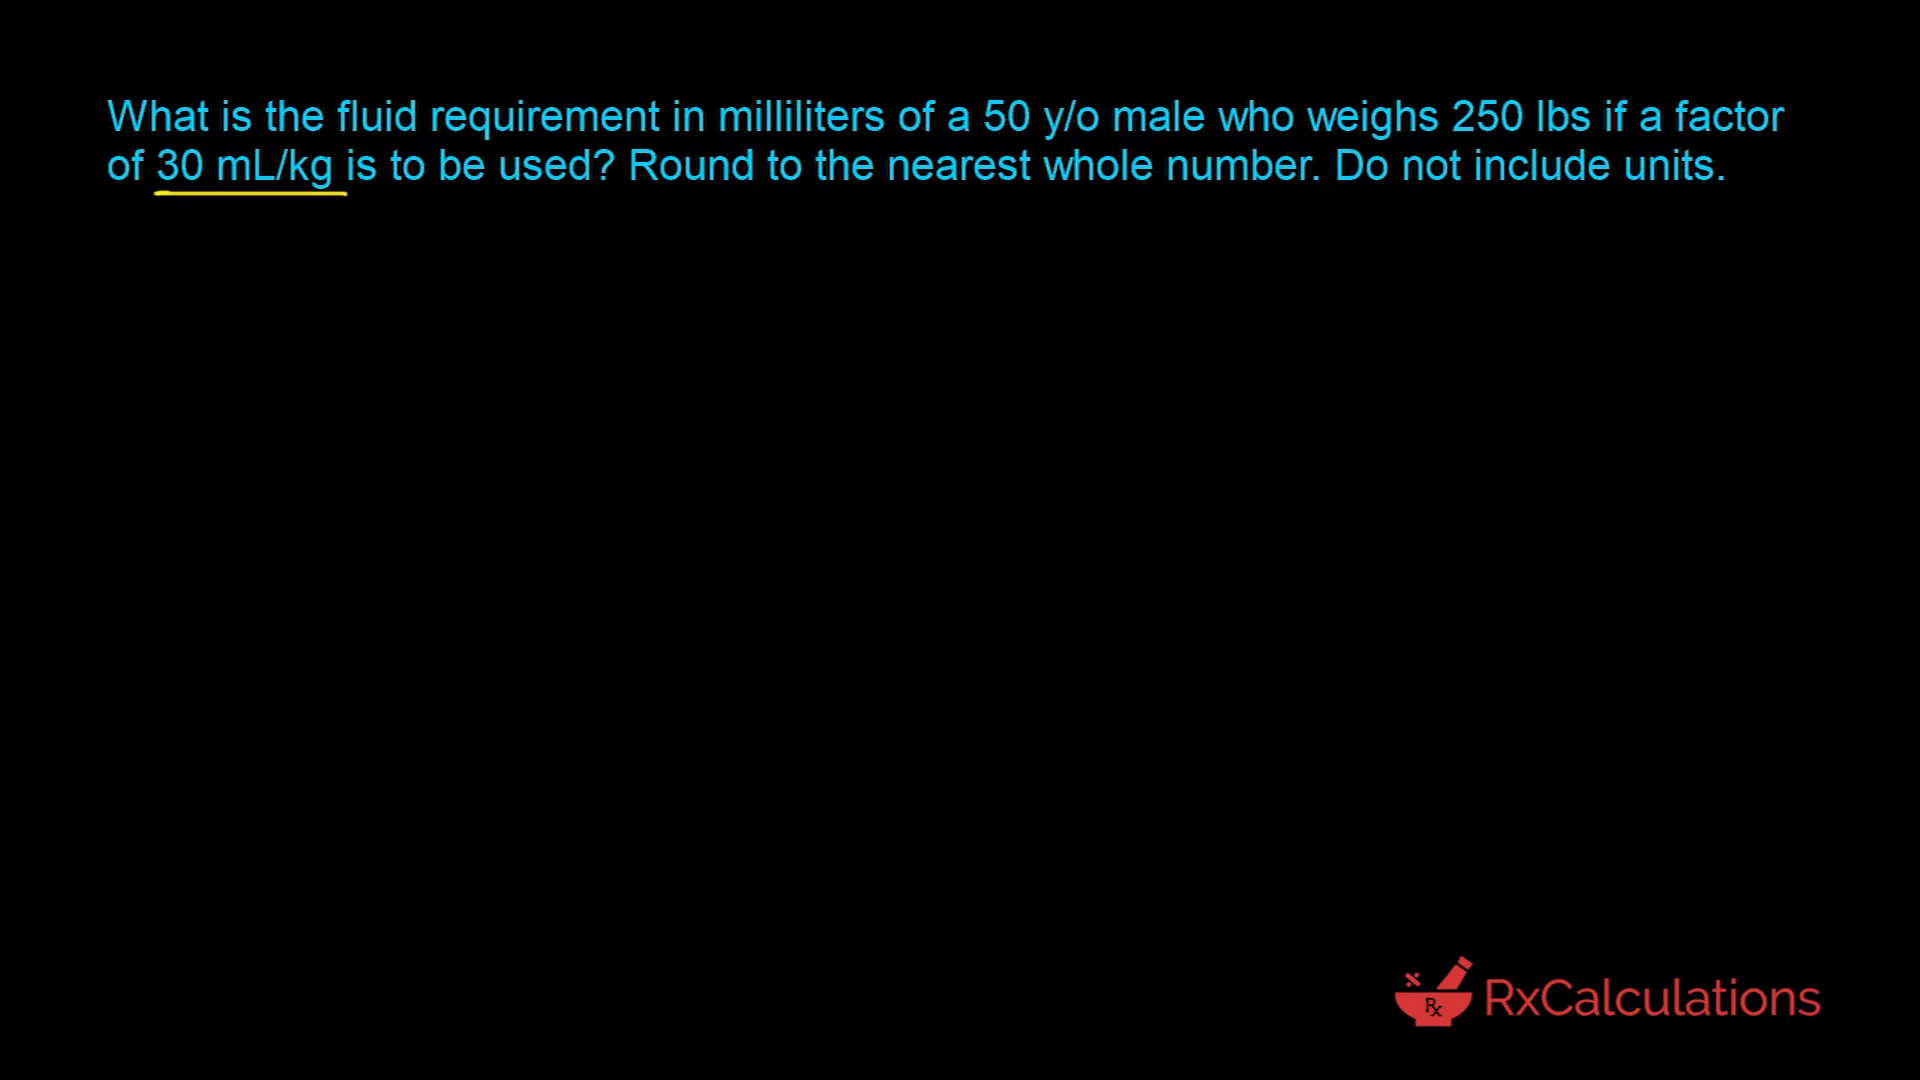 What is the fluid requirement in milliliters of a 50 y/o male who weighs 250 lbs if a factor
of 30 mL/kg is to be used? Round to the nearest whole number. Do not include units.
Rx
RxCalculations